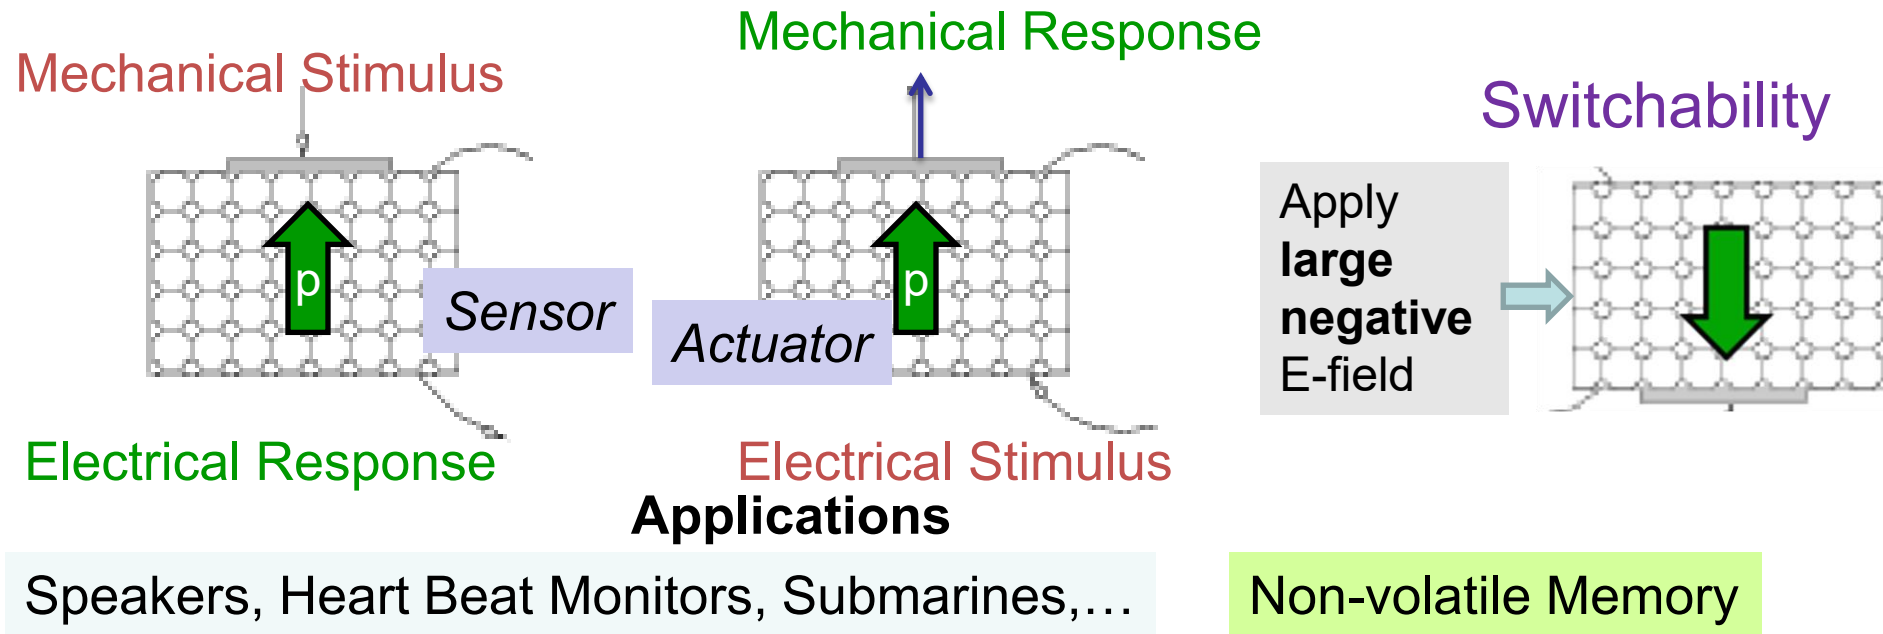 Mechanical Stimulus
p
Sensor
Electrical Response
Mechanical Response
p
Actuator
Electrical Stimulus
Switchability
Apply
large
negative
E-field
Applications
Speakers, Heart Beat Monitors, Submarines,…
Non-volatile Memory